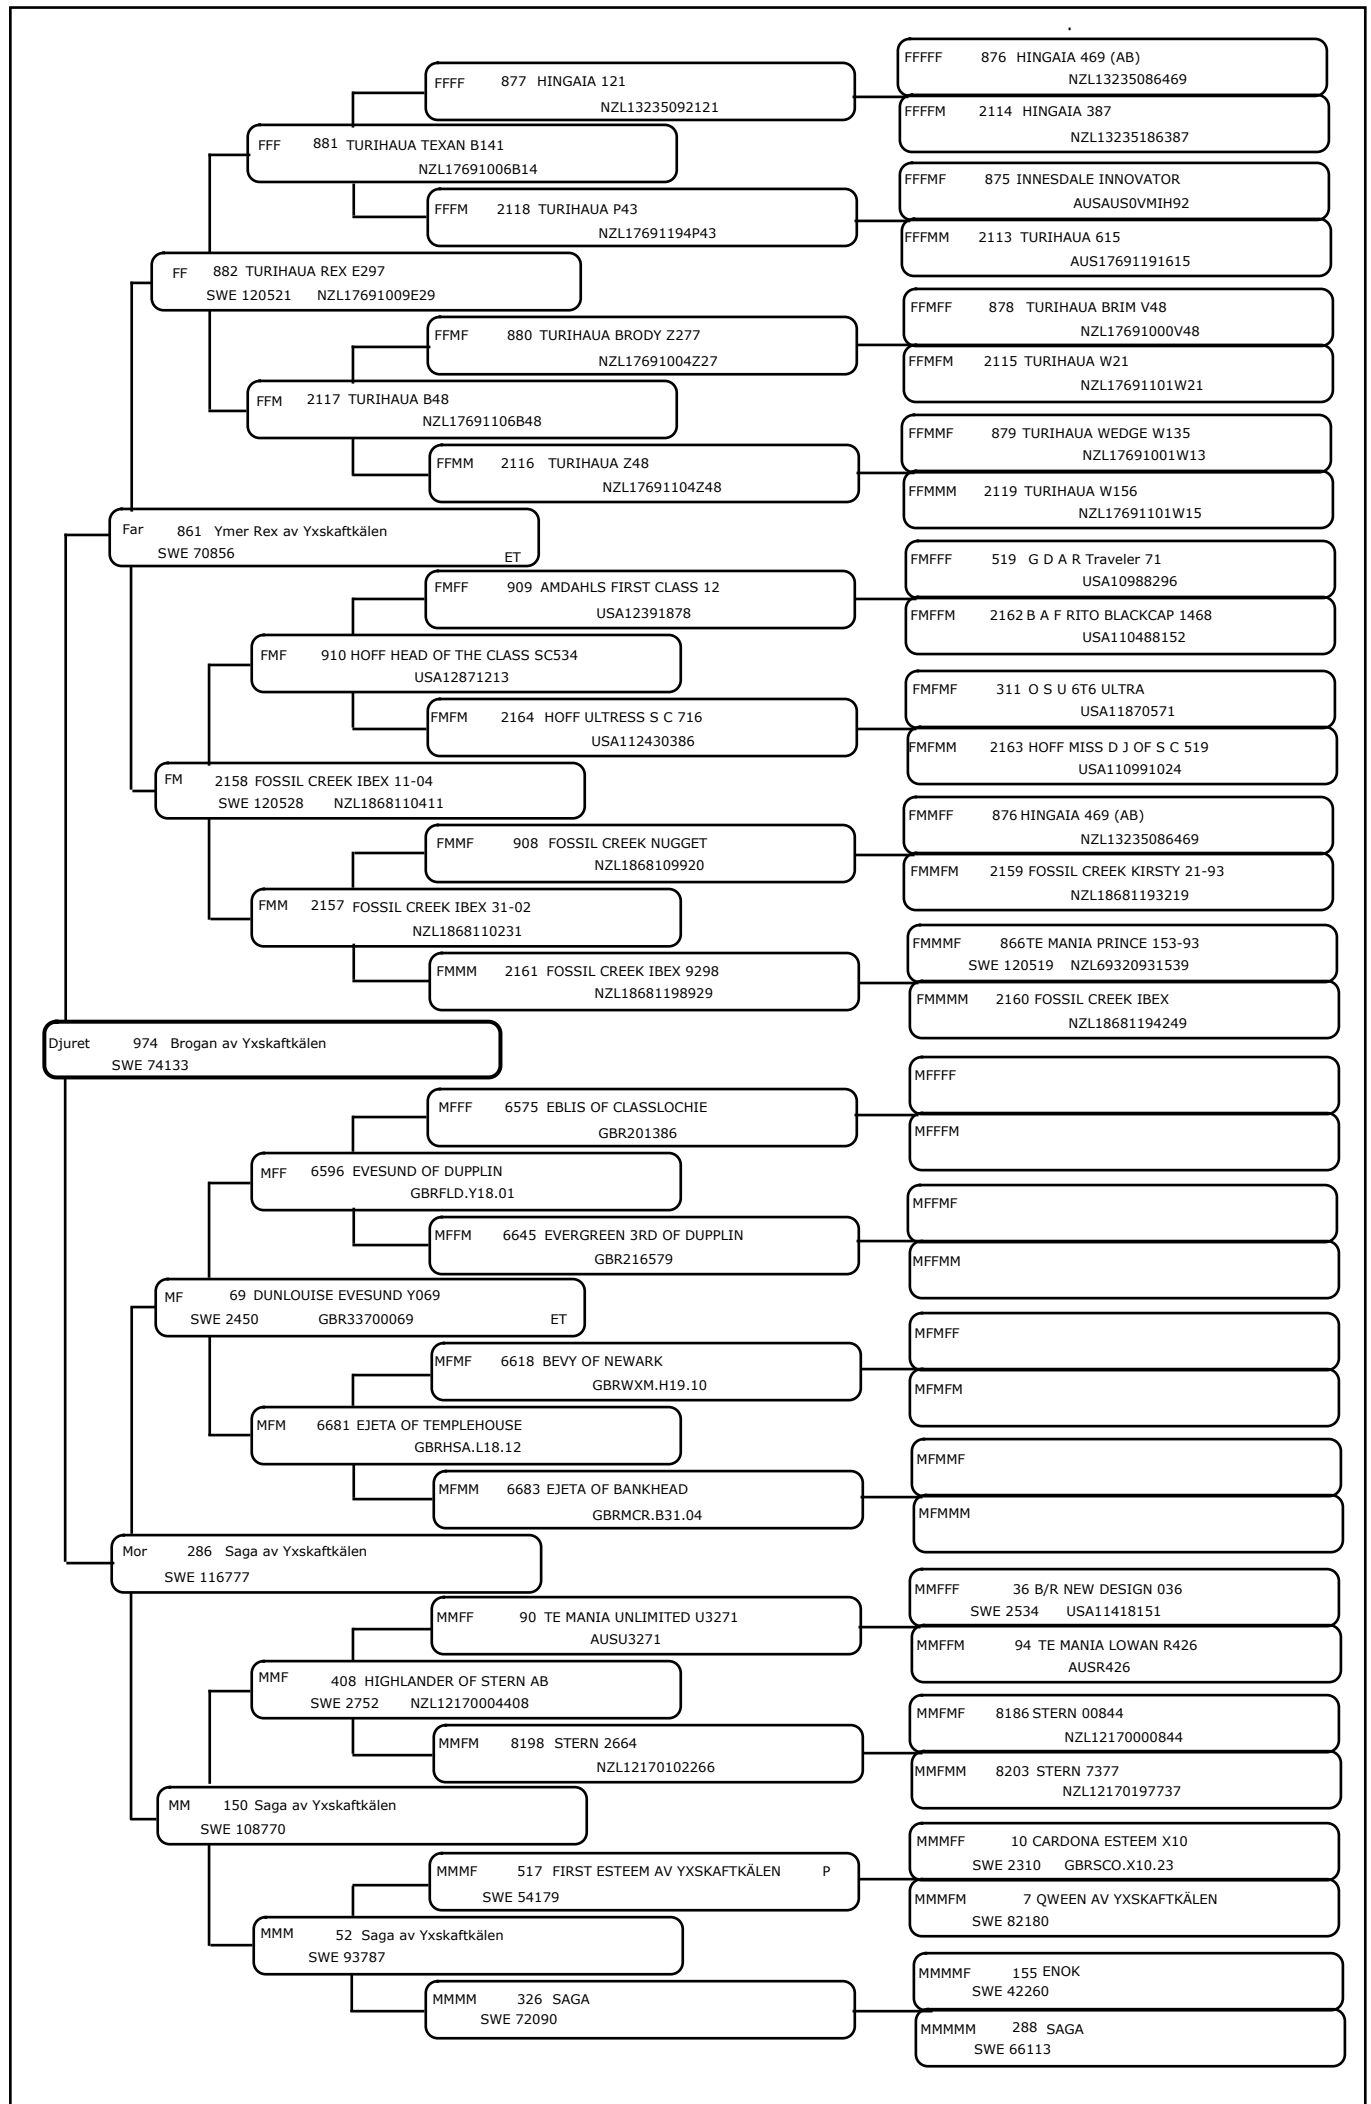 FFFFF 876 HINGAIA 469 (AB)
NZL13235086469
FFFF 877 HINGAIA 121
NZL13235092121
FFFFM 2114 HINGAIA 387
NZL13235186387
FFF 881 TURIHAUA TEXAN B141
NZL17691006B14
FFFMF 875 INNESDALE INNOVATOR
AUSAUS0VMIH92
FFFM 2118 TURIHAUA P43
NZL17691194P43
FFFMM 2113 TURIHAUA 615
AUS17691191615
FF 882 TURIHAUA REX E297
SWE 120521 NZL17691009E29
FFMFF 878 TURIHAUA BRIM V48
NZL17691000V48
FFMF 880 TURIHAUA BRODY Z277
NZL17691004Z27
FFMFM 2115 TURIHAUA W21
NZL17691101W21
FFM 2117 TURIHAUA B48
NZL17691106B48
FFMMF 879 TURIHAUA WEDGE W135
NZL17691001W13
FFMM 2116 TURIHAUA Z48
NZL17691104Z48
FFMMM 2119 TURIHAUA W156
NZL17691101W15
Far 861 Ymer Rex av Yxskaftkälen
SWE 70856 ET
FMFFF 519 G D A R Traveler 71
USA10988296
FMFF 909 AMDAHLS FIRST CLASS 12
USA12391878
FMFFM 2162 B A F RITO BLACKCAP 1468
USA110488152
FMF 910 HOFF HEAD OF THE CLASS SC534
USA12871213
FMFMF 311 O S U 6T6 ULTRA
USA11870571
FMFM 2164 HOFF ULTRESS S C 716
USA112430386
FMFMM 2163 HOFF MISS D J OF S C 519
USA110991024
FM 2158 FOSSIL CREEK IBEX 11-04
SWE 120528 NZL1868110411
FMMFF 876 HINGAIA 469 (AB)
NZL13235086469
FMMF 908 FOSSIL CREEK NUGGET
NZL1868109920
FMMFM 2159 FOSSIL CREEK KIRSTY 21-93
NZL18681193219
FMM 2157 FOSSIL CREEK IBEX 31-02
NZL1868110231
FMMMF 866TE MANIA PRINCE 153-93
SWE 120519 NZL69320931539
FMMM 2161 FOSSIL CREEK IBEX 9298
NZL18681198929
FMMMM 2160 FOSSIL CREEK IBEX
NZL18681194249
Djuret 974 Brogan av Yxskaftkälen
SWE 74133
MFFFF
MFFF 6575 EBLIS OF CLASSLOCHIE
GBR201386
MFFFM
MFF 6596 EVESUND OF DUPPLIN
GBRFLD.Y18.01
MFFMF
MFFM 6645 EVERGREEN 3RD OF DUPPLIN
GBR216579
MFFMM
MF 69 DUNLOUISE EVESUND Y069
SWE 2450 GBR33700069 ET
MFMFF
MFMF 6618 BEVY OF NEWARK
GBRWXM.H19.10
MFMFM
MFM 6681 EJETA OF TEMPLEHOUSE
GBRHSA.L18.12
MFMMF
MFMM 6683 EJETA OF BANKHEAD
GBRMCR.B31.04
MFMMM
Mor 286 Saga av Yxskaftkälen
SWE 116777
MMFFF 36 B/R NEW DESIGN 036
SWE 2534 USA11418151
MMFF 90 TE MANIA UNLIMITED U3271
AUSU3271
MMFFM 94 TE MANIA LOWAN R426
AUSR426
MMF 408 HIGHLANDER OF STERN AB
SWE 2752 NZL12170004408
MMFMF 8186 STERN 00844
NZL12170000844
MMFM 8198 STERN 2664
NZL12170102266
MMFMM 8203 STERN 7377
NZL12170197737
MM 150 Saga av Yxskaftkälen
SWE 108770
MMMFF 10 CARDONA ESTEEM X10
SWE 2310 GBRSCO.X10.23
MMMF 517 FIRST ESTEEM AV YXSKAFTKÄLEN P
SWE 54179
MMMFM 7 QWEEN AV YXSKAFTKÄLEN
SWE 82180
MMM 52 Saga av Yxskaftkälen
SWE 93787
MMMMF 155 ENOK
SWE 42260
MMMM 326 SAGA
SWE 72090
MMMMM 288 SAGA
SWE 66113